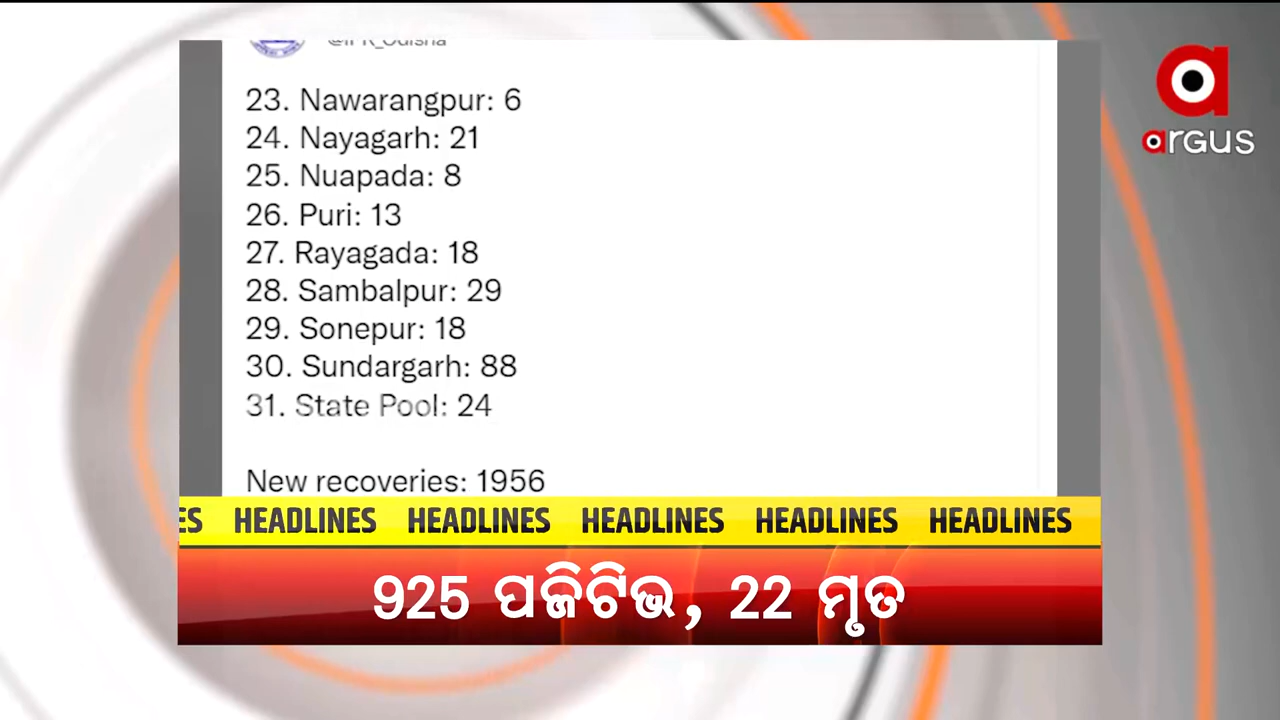 @IPR_Odisha
23. Nawarangpur: 6
24. Nayagarh: 21
25. Nuapada: 8
26. Puri: 13
27. Rayagada: 18
28. Sambalpur: 29
29. Sonepur: 18
30. Sundargarh: 88
31. State Pool: 24
New recoveries: 1956
argus
ES HEADLINES HEADLINES HEADLINES HEADLINES HEADLINES
925 ପଜିଟିଭ, 22 ମୃତ